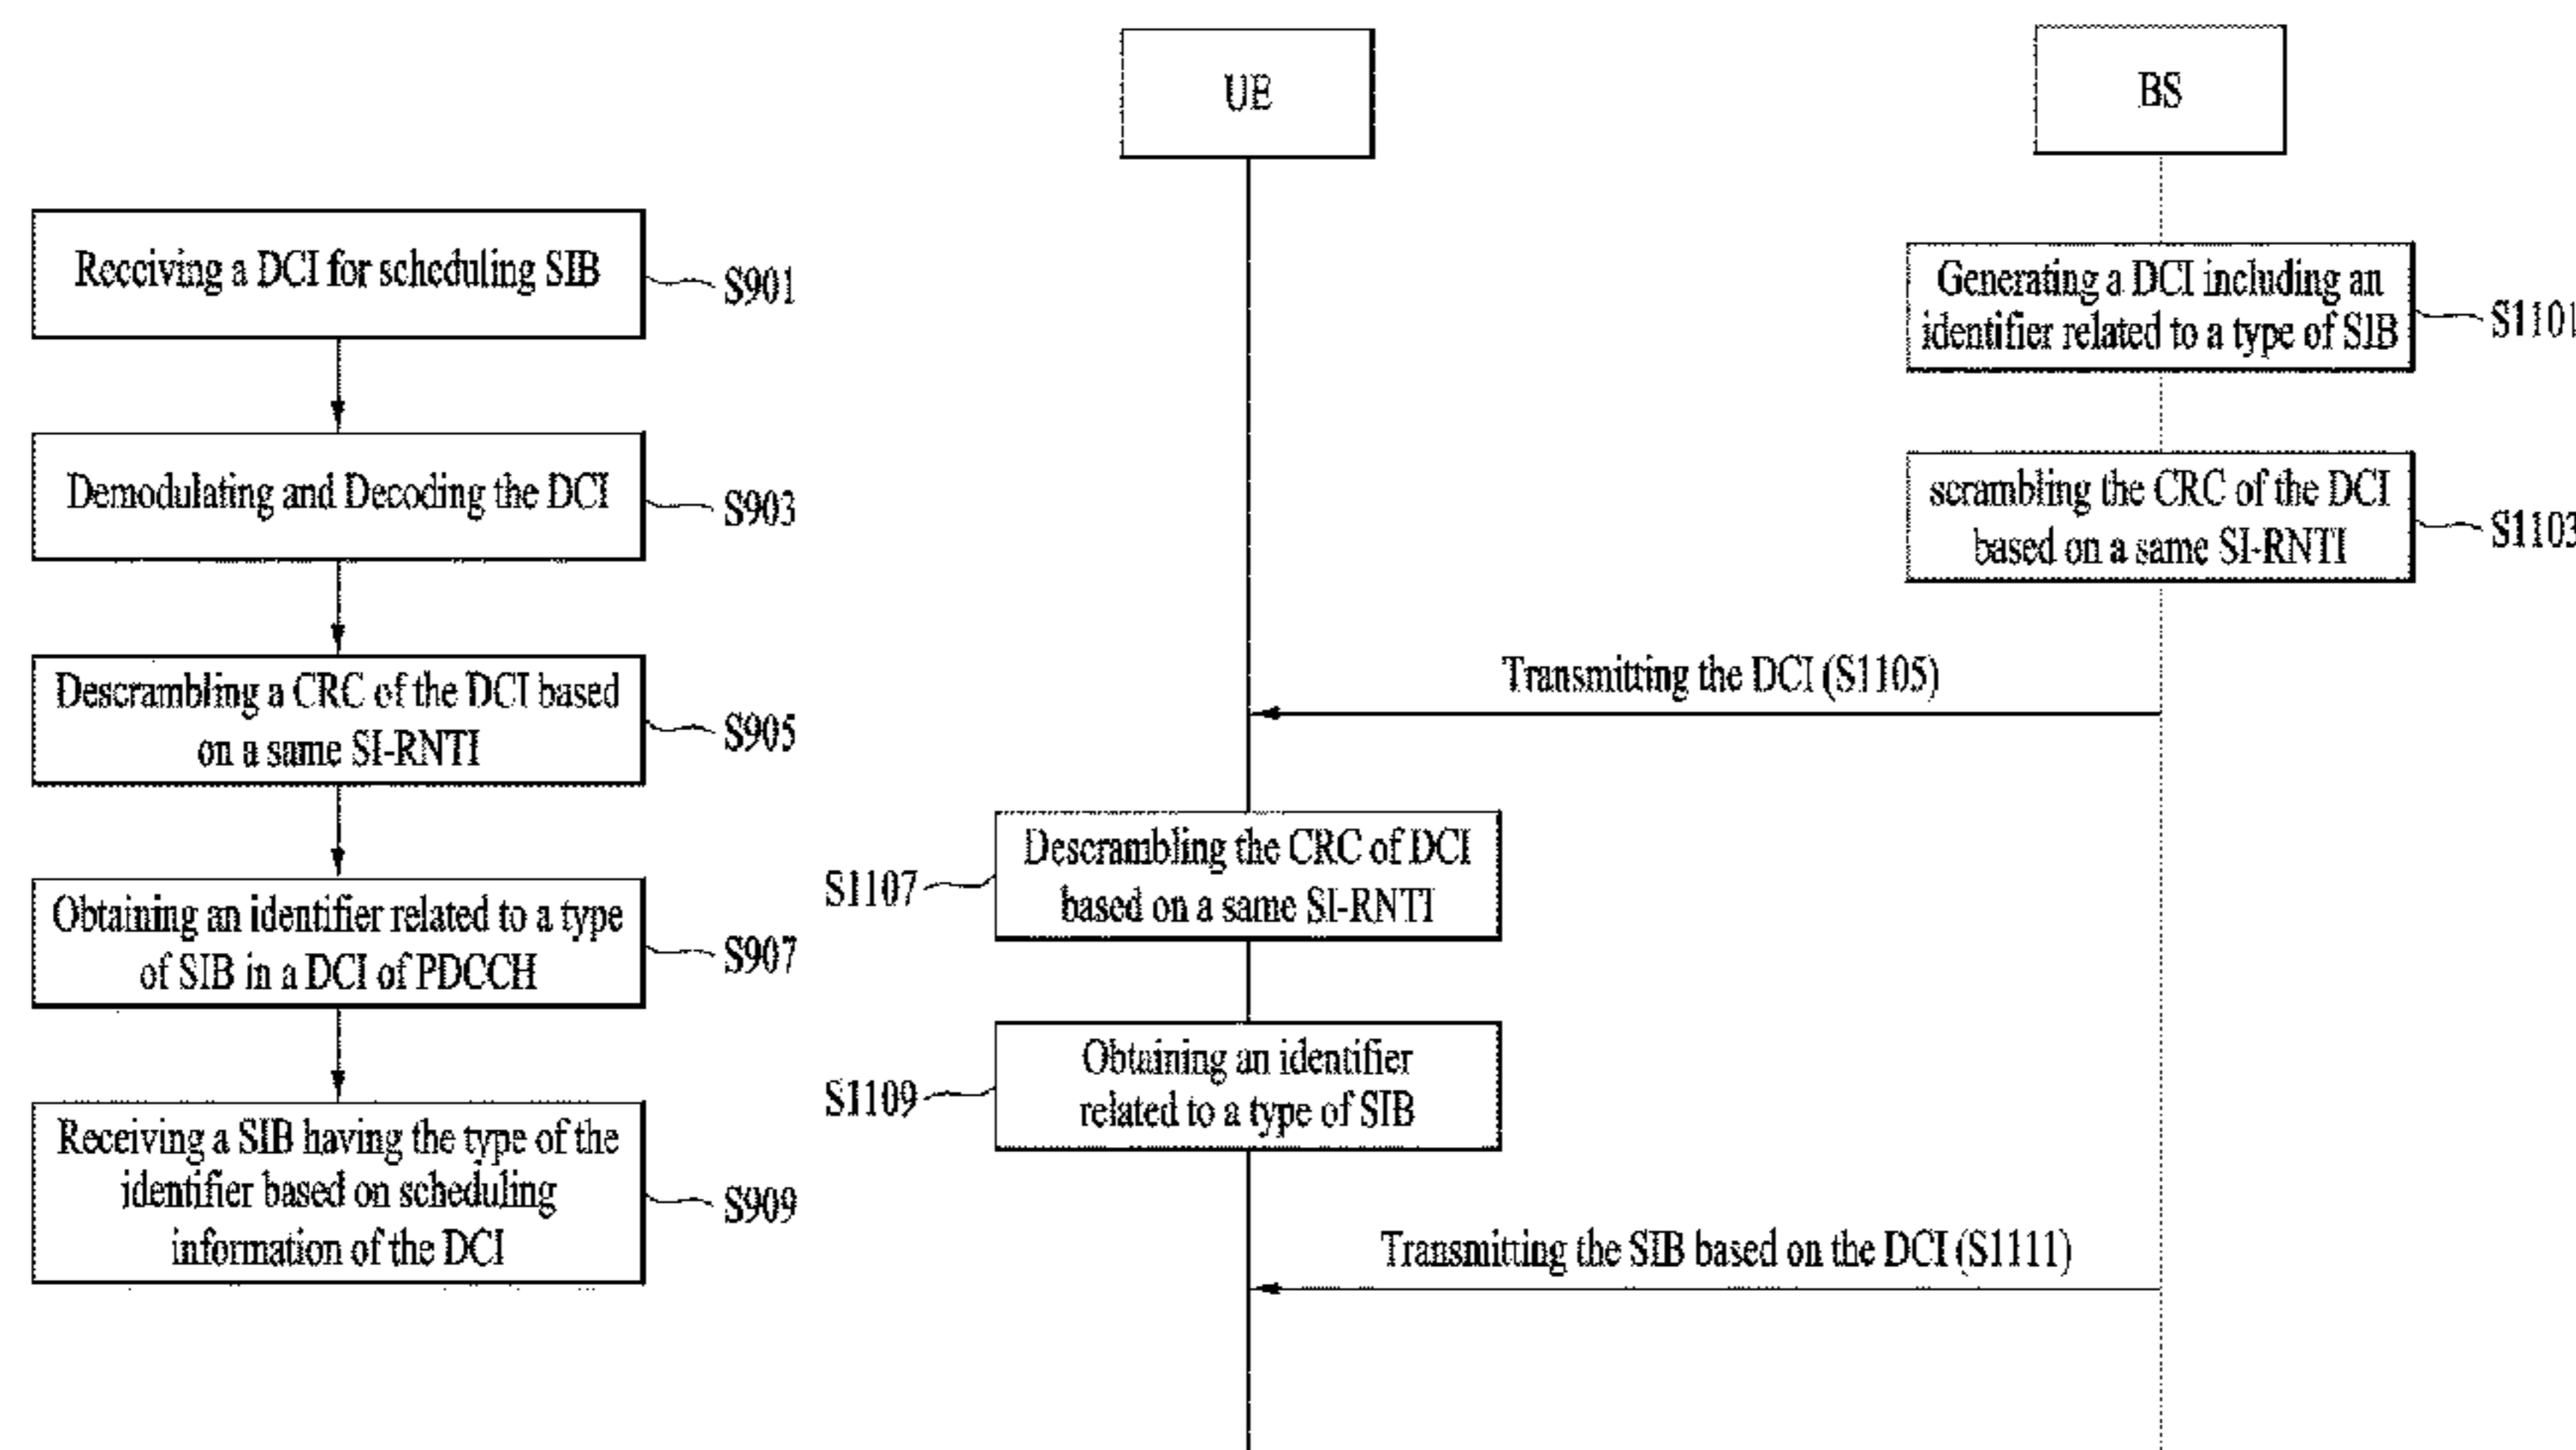 Receiving a DCI for scheduling SIB
S901
Demodulating and Decoding the DCI
S903
Descrambling a CRC of the DCI based
on a same SI-RNTI
S905
Obtaining an identifier related to a type
of SIB in a DCI of PDCCH
S907
Receiving a SIB having the type of the
identifier based on scheduling
information of the DCI
S909
UE
BS
Generating a DCI including an
identifier related to a type of SIB
S1101
scrambling the CRC of the DCI
based on a same SI-RNTI
S1103
Transmitting the DCI (S1105)
Descrambling the CRC of DCI
based on a same SI-RNTI
S1107
Obtaining an identifier
related to a type of SIB
S1109
Transmitting the SIB based on the DCI (S1111)